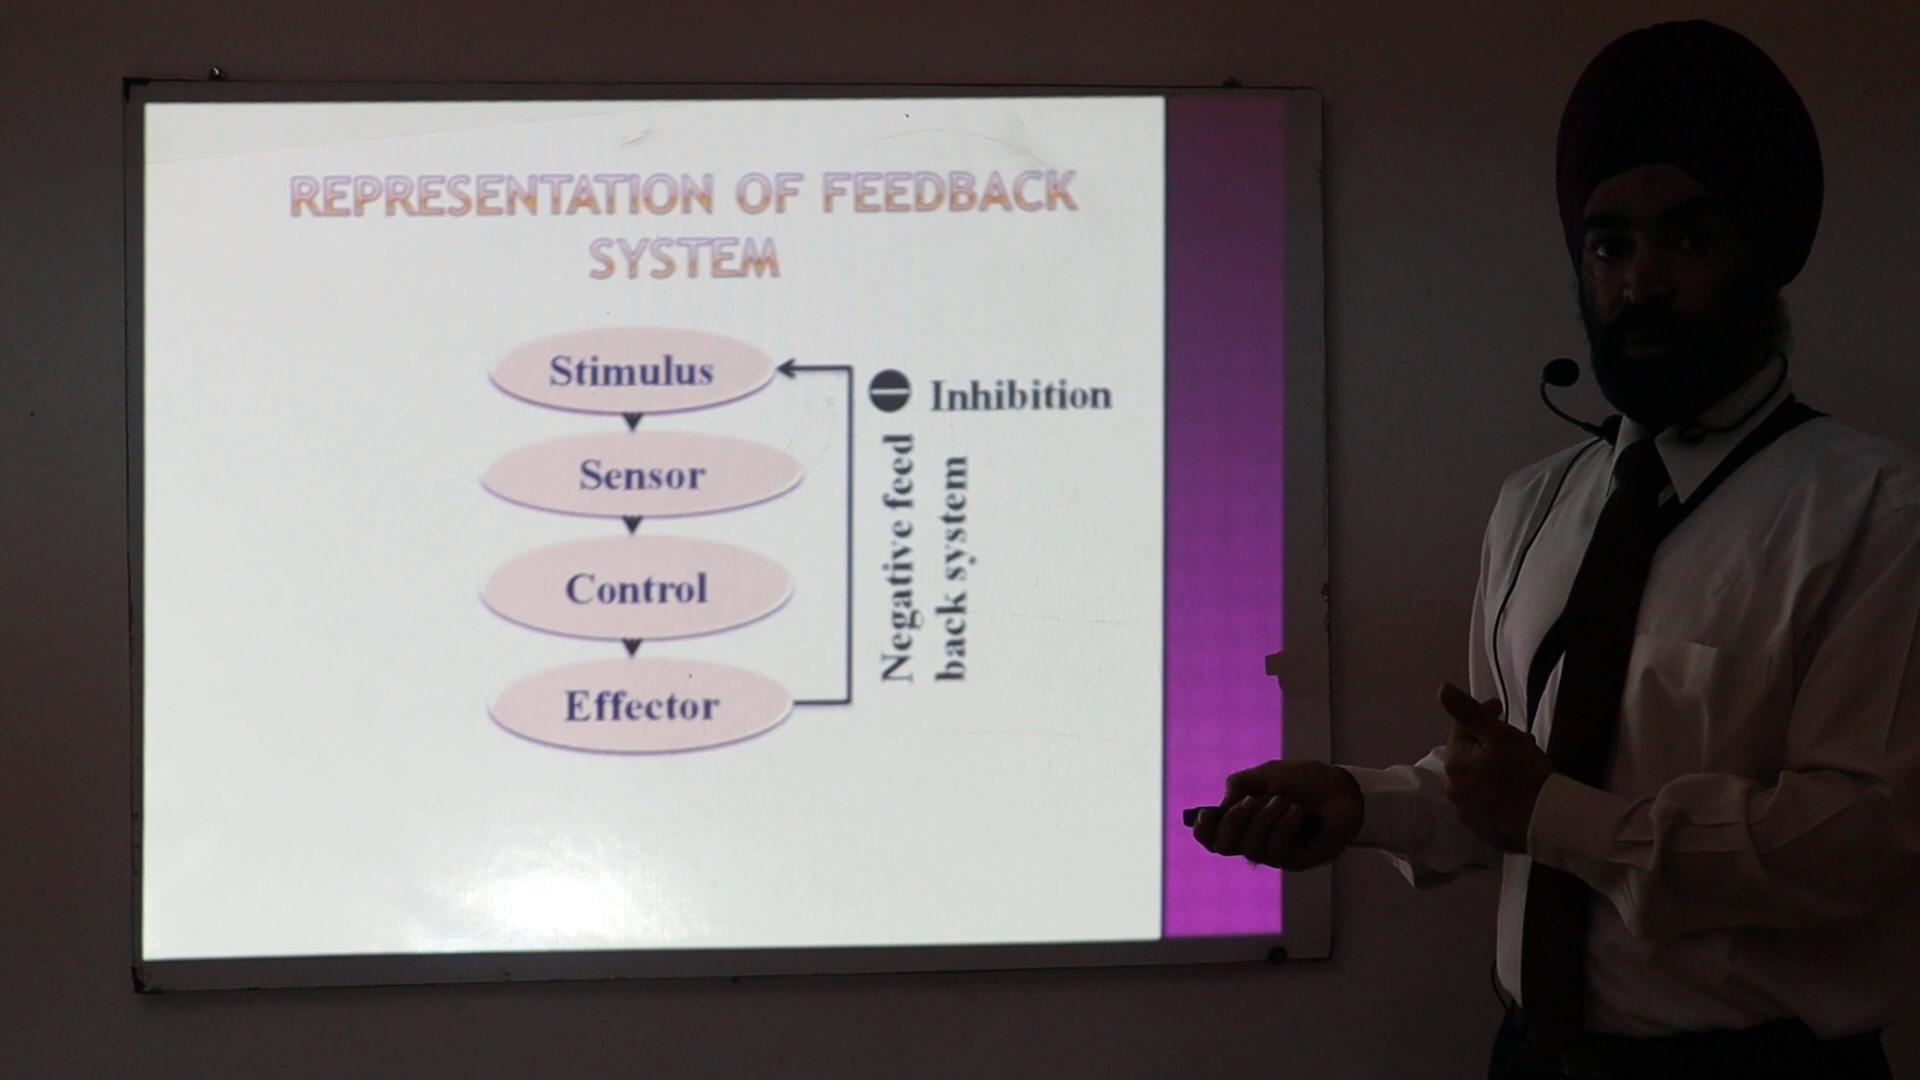 REPRESENTATION OF FEEDBACK
SYSTEM
Stimulus
Sensor
Control
Effector
Inhibition
Negative feed
back system